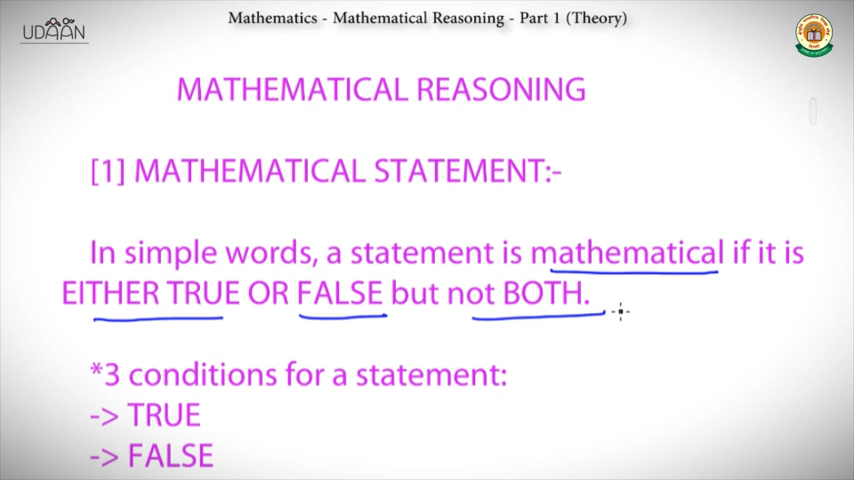 Mathematics - Mathematical Reasoning - Part 1 (Theory)
UDAAN
MATHEMATICAL REASONING
[1] MATHEMATICAL STATEMENT:-
In simple words, a statement is mathematical if it is
EITHER TRUE OR FALSE but not BOTH.
*3 conditions for a statement:
-> TRUE
-> FALSE